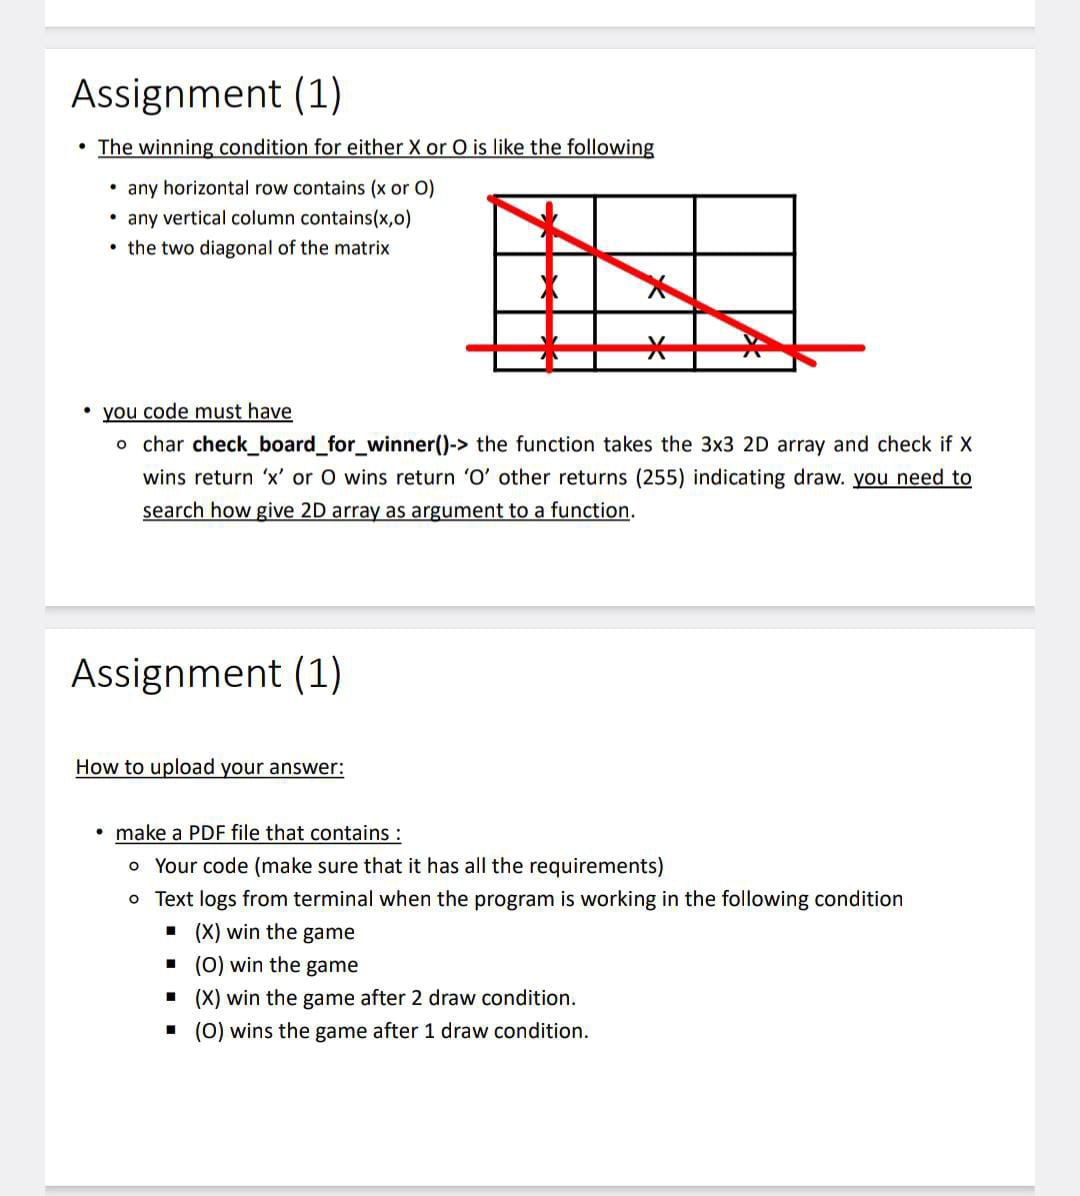 Assignment (1)
• The winning condition for either X or O is like the following
• any horizontal row contains (x or O)
• any vertical column contains(x,o)
• the two diagonal of the matrix
X
X X
X X X
• you code must have
o char check_board_for_winner()-> the function takes the 3x3 2D array and check if X
wins return ‘x’ or O wins return ‘O’ other returns (255) indicating draw. you need to
search how give 2D array as argument to a function.
Assignment (1)
How to upload your answer:
• make a PDF file that contains :
o Your code (make sure that it has all the requirements)
o Text logs from terminal when the program is working in the following condition
▪ (X) win the game
▪ (O) win the game
▪ (X) win the game after 2 draw condition.
▪ (O) wins the game after 1 draw condition.